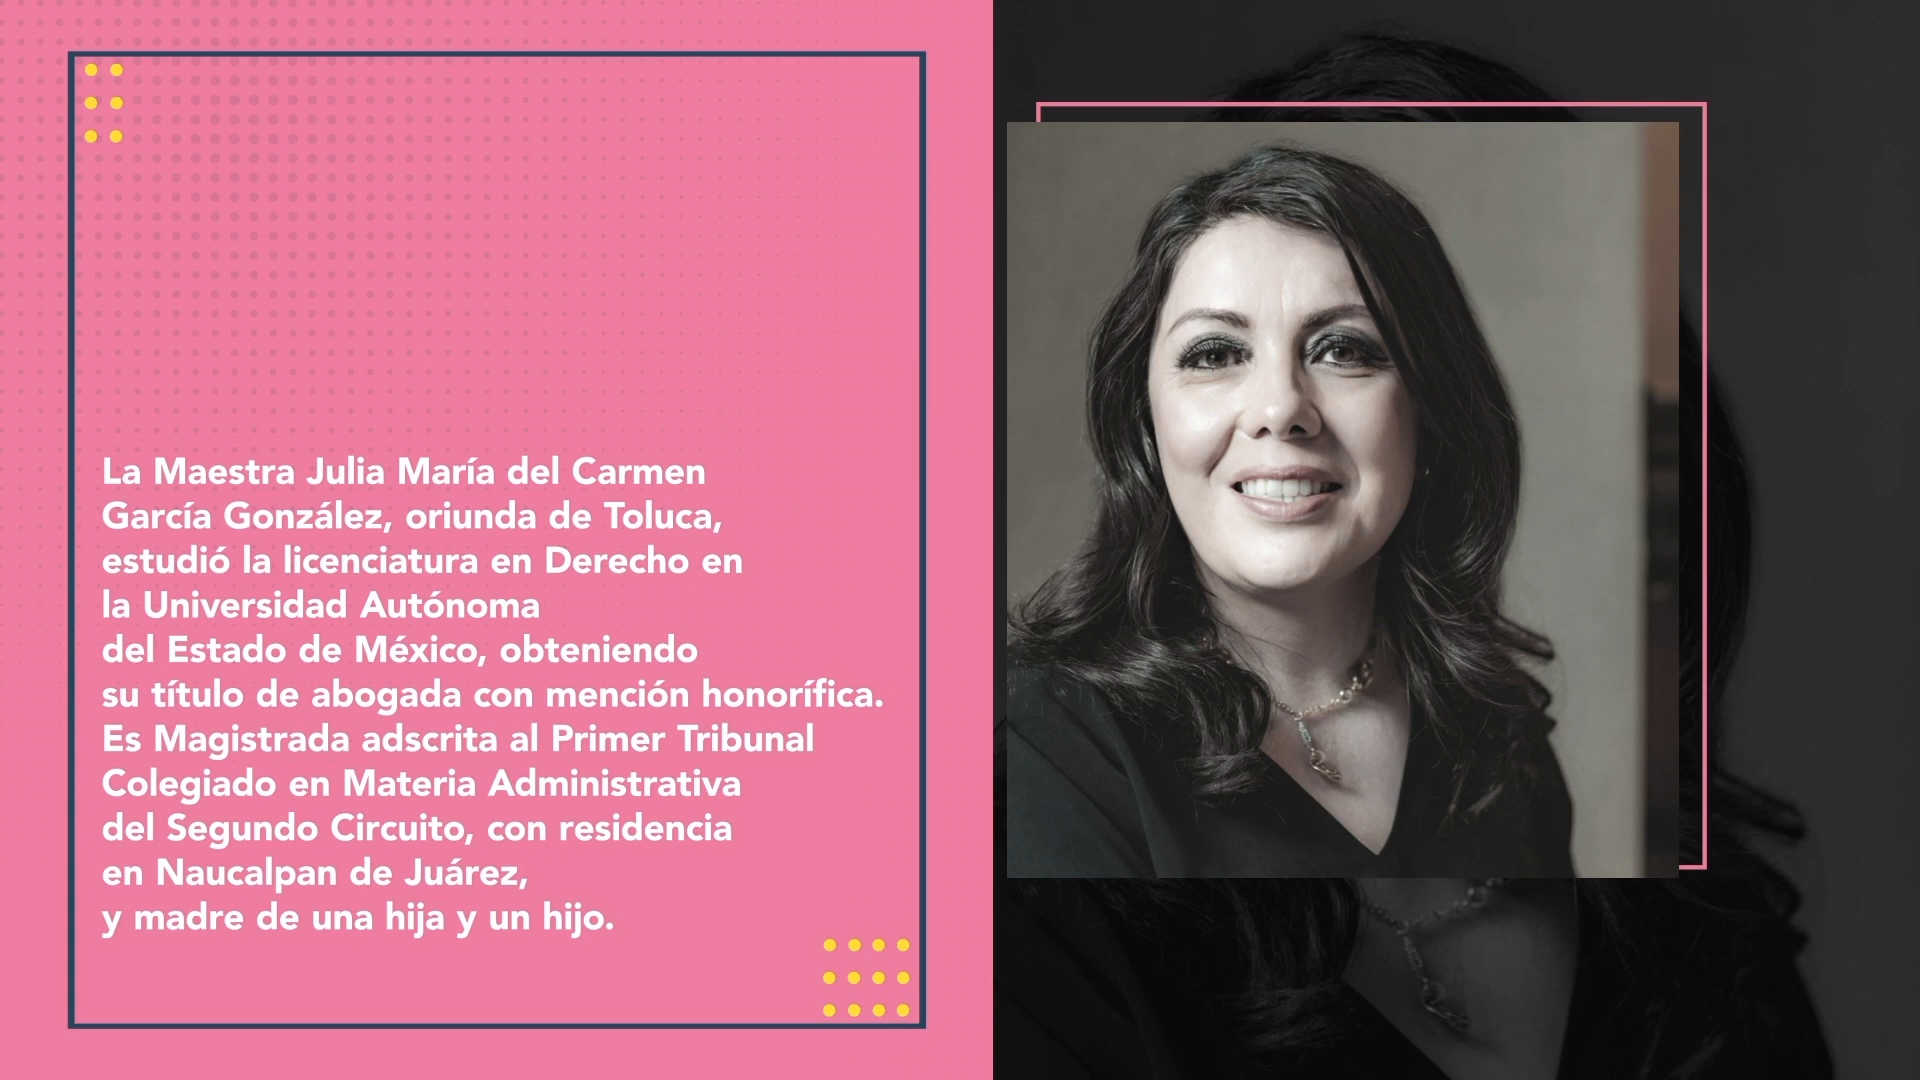 La Maestra Julia María del Carmen
García González, oriunda de Toluca,
estudió la licenciatura en Derecho en
la Universidad Autónoma
del Estado de México, obteniendo
su título de abogada con mención honorífica.
Es Magistrada adscrita al Primer Tribunal
Colegiado en Materia Administrativa
del Segundo Circuito, con residencia
en Naucalpan de Juárez,
y madre de una hija y un hijo.